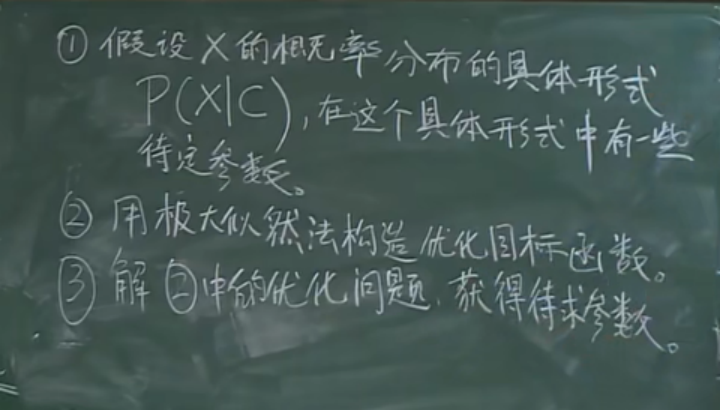 ① 假设X的概率分布的具体形式
P(X|C),在这个具体形式中有一些
待定参数。
② 用极大似然法构造优化目标函数。
③ 解②中的优化问题,获得待求参数。